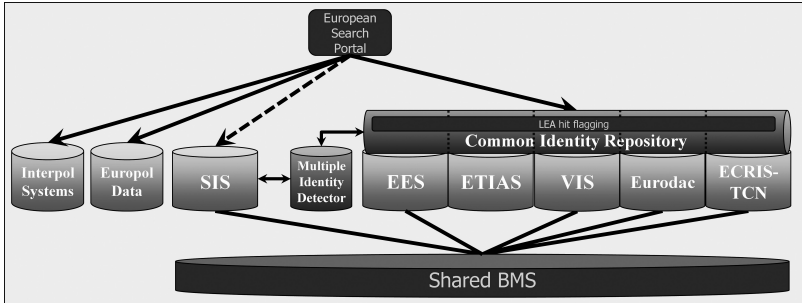 European
Search
Portal
LEA hit flagging
Common Identity Repository
Interpol
Systems
Europol
Data
SIS
Multiple
Identity
Detector
EES
ETIAS
VIS
Eurodac
ECRIS-
TCN
Shared BMS